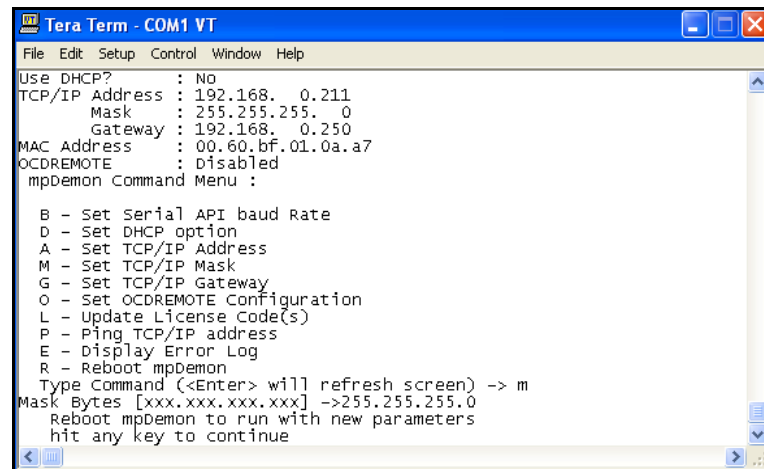 Tera Term - COM1 VT
File Edit Setup Control Window Help
Use DHCP? : No
TCP/IP Address : 192.168. 0.211
Mask : 255.255.255. 0
Gateway : 192.168. 0.250
MAC Address : 00.60.bf.01.0a.a7
OCDREMOTE : Disabled
mpDemon Command Menu :
B - Set Serial API baud Rate
D - Set DHCP option
A - Set TCP/IP Address
M - Set TCP/IP Mask
G - Set TCP/IP Gateway
O - Set OCDREMOTE Configuration
L - Update License Code(s)
P - Ping TCP/IP address
E - Display Error Log
R - Reboot mpDemon
Type Command (<Enter> will refresh screen) -> m
Mask Bytes [xxx.xxx.xxx.xxx] ->255.255.255.0
Reboot mpDemon to run with new parameters
hit any key to continue